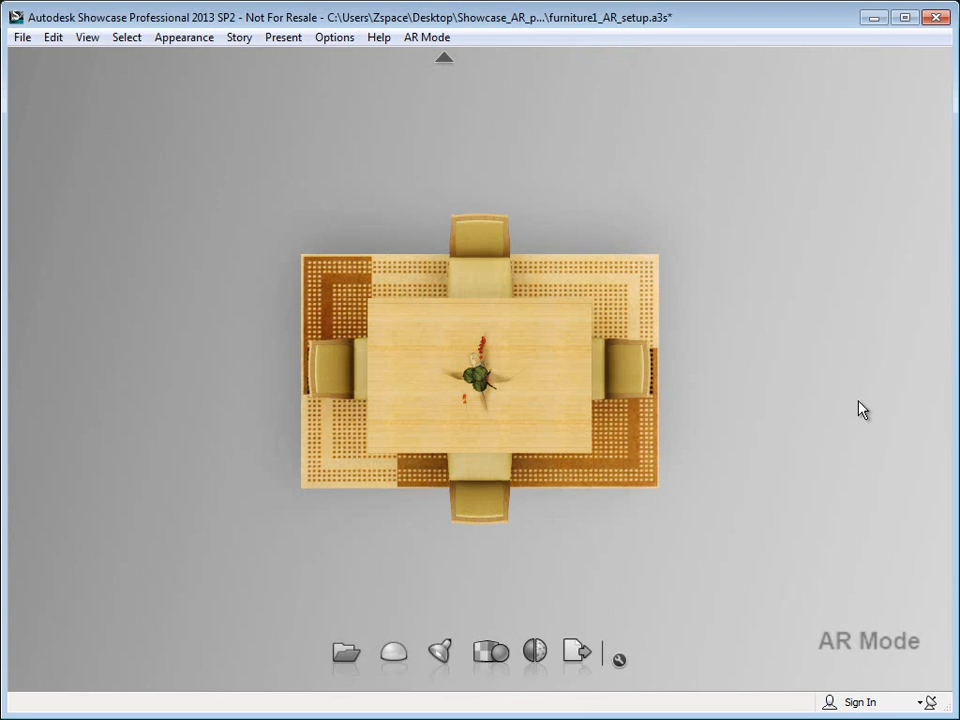 Autodesk Showcase Professional 2013 SP2 - Not For Resale - C:\Users\Zspace\Desktop\Showcase_AR_p...\furniture1_AR_setup.a3s*
File Edit View Select Appearance Story Present Options Help AR Mode
AR Mode
Sign In